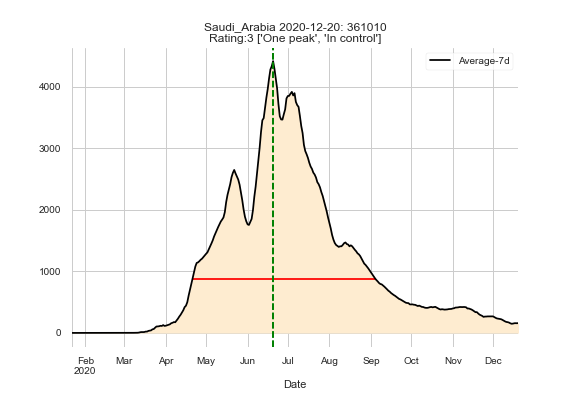 Saudi_Arabia 2020-12-20: 361010
Rating:3 ['One peak', 'In control']
Average-7d
4000
3000
2000
1000
0
Feb Mar Apr May Jun Jul Aug Sep Oct Nov Dec
2020
Date